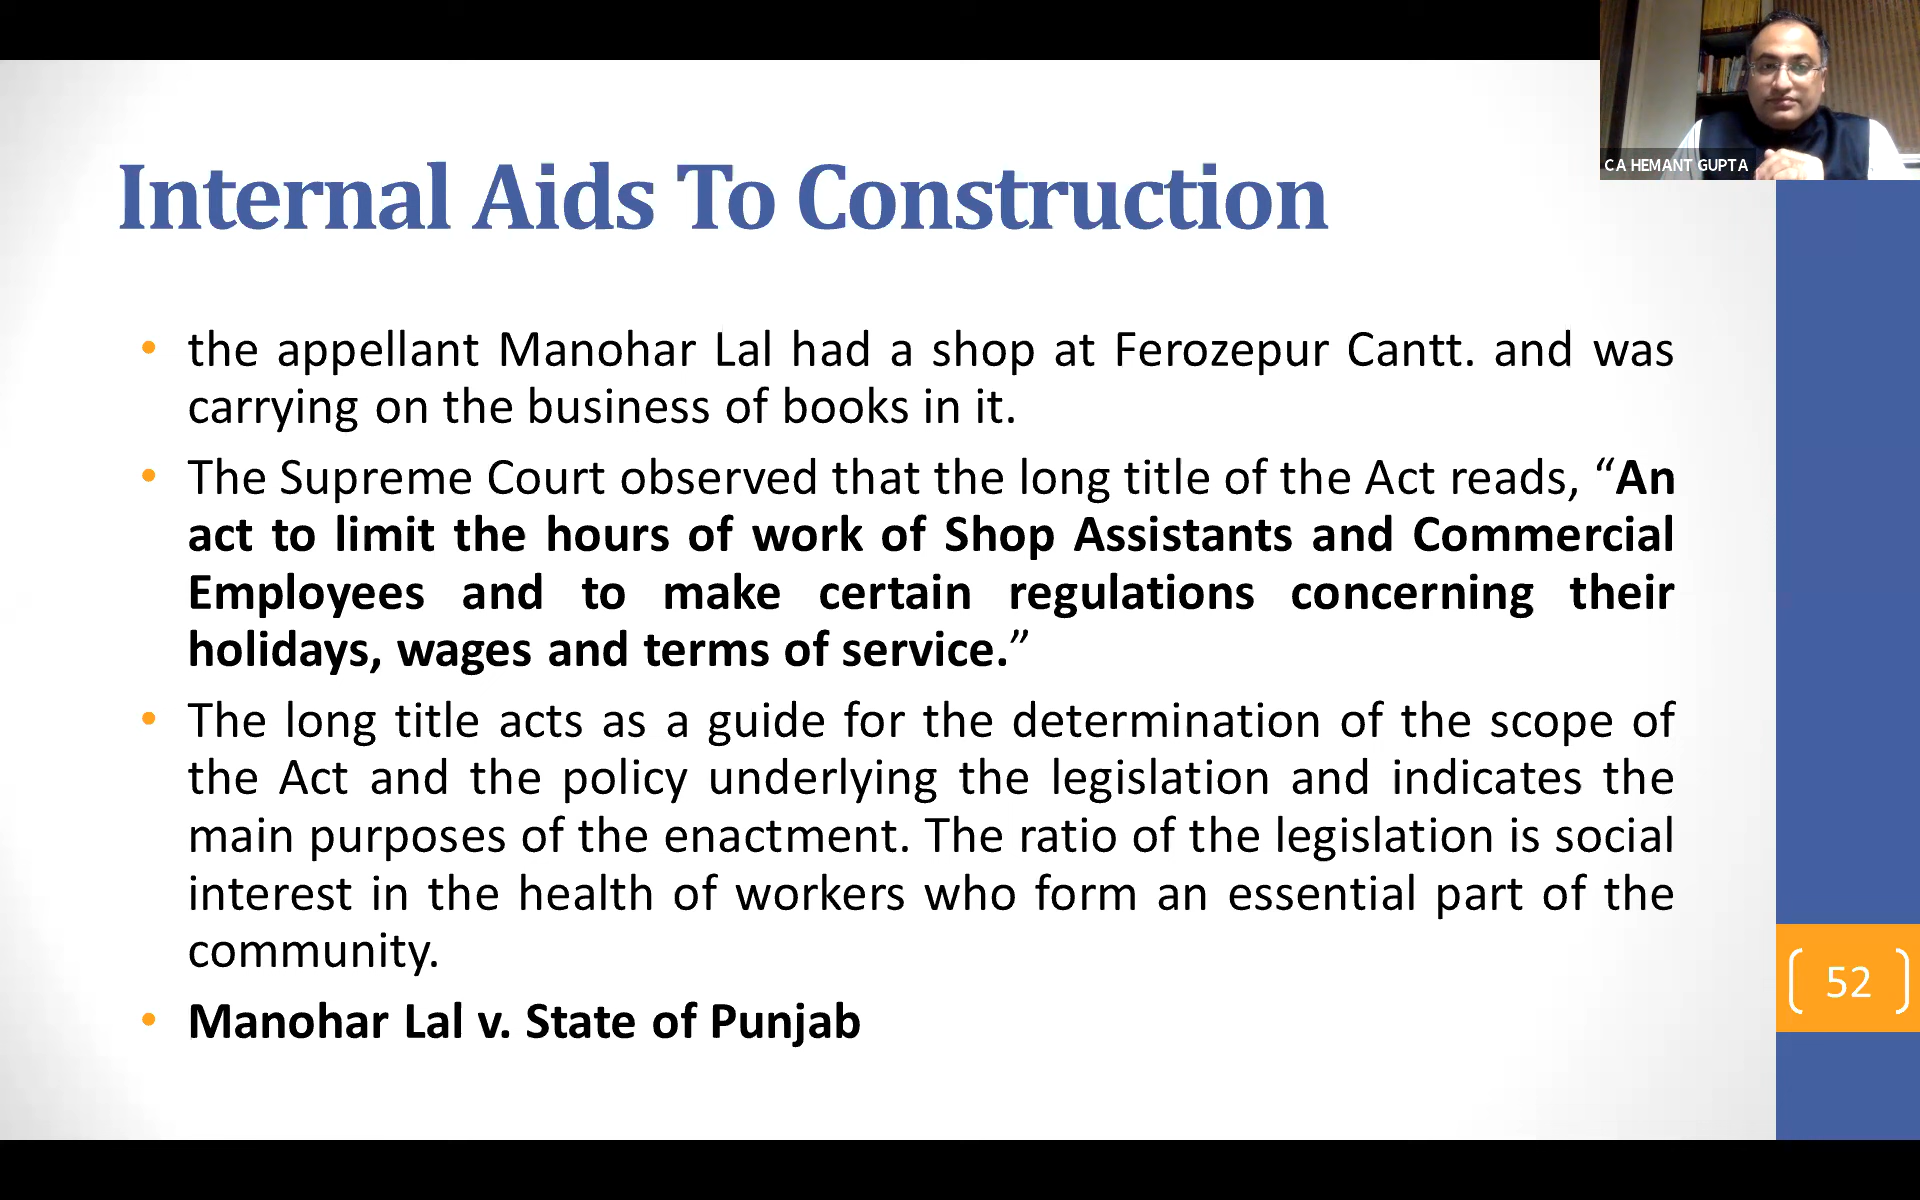 CA HEMANT GUPTA
Internal Aids To Construction
• the appellant Manohar Lal had a shop at Ferozepur Cantt. and was
carrying on the business of books in it.
• The Supreme Court observed that the long title of the Act reads, “An
act to limit the hours of work of Shop Assistants and Commercial
Employees and to make certain regulations concerning their
holidays, wages and terms of service.”
• The long title acts as a guide for the determination of the scope of
the Act and the policy underlying the legislation and indicates the
main purposes of the enactment. The ratio of the legislation is social
interest in the health of workers who form an essential part of the
community.
• Manohar Lal v. State of Punjab
52